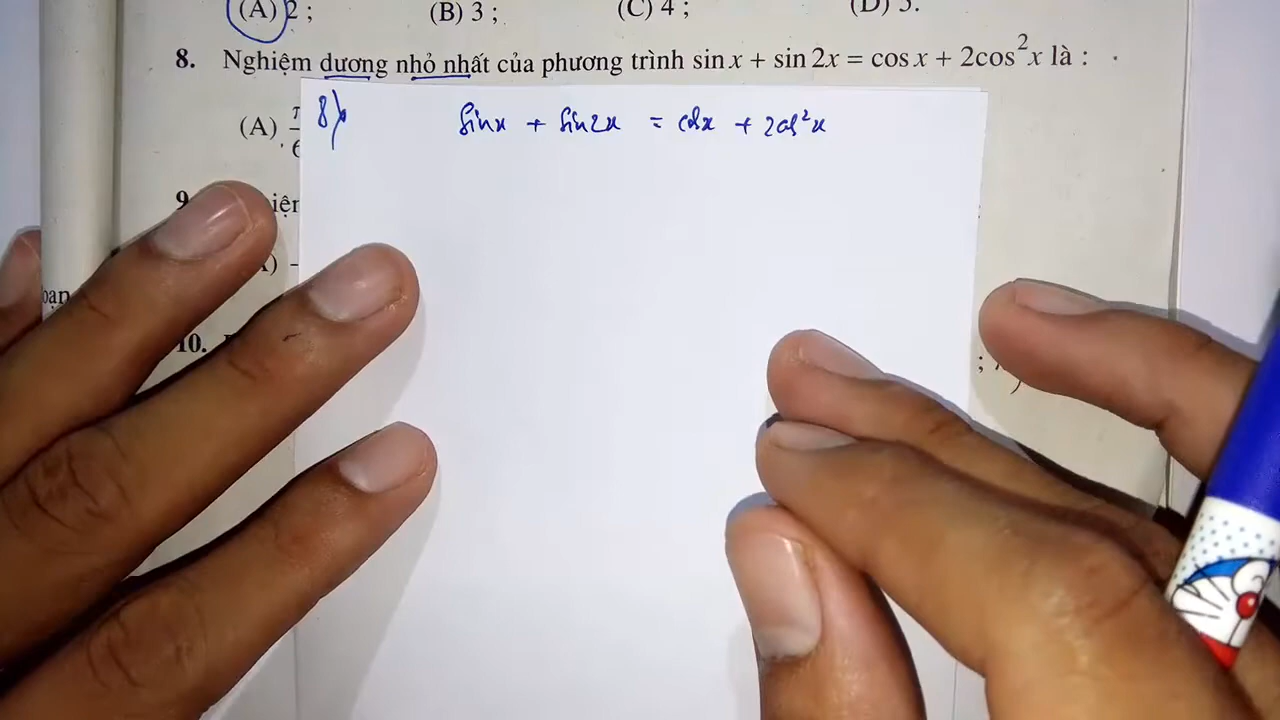 (A) 2 ; (B) 3 ; (C) 4 ; (D) 5.
8. Nghiệm dương nhỏ nhất của phương trình sin x + sin 2x = cos x + 2cos²x là :
(A)
8) sinx + sin2x = cosx + 2cos²x
9.
10.